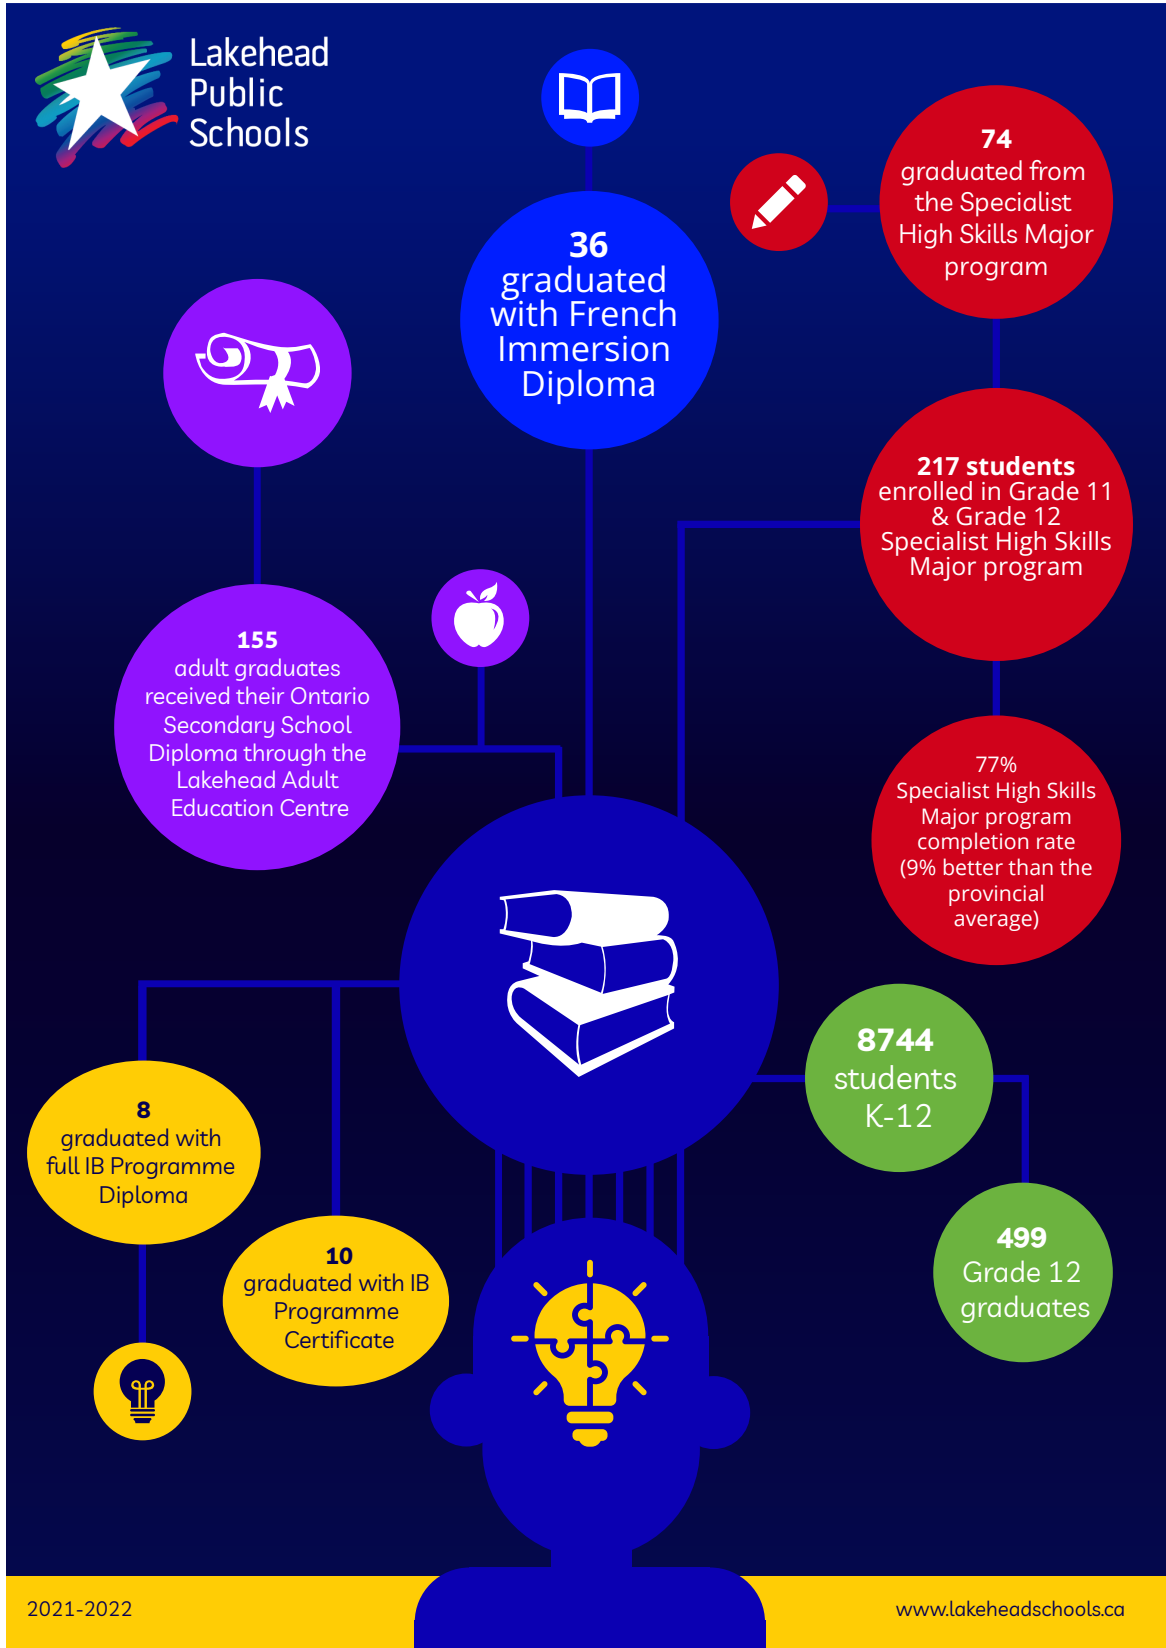 Lakehead
Public
Schools
36
graduated
with French
Immersion
Diploma
74
graduated from
the Specialist
High Skills Major
program
217 students
enrolled in Grade 11
& Grade 12
Specialist High Skills
Major program
155
adult graduates
received their Ontario
Secondary School
Diploma through the
Lakehead Adult
Education Centre
77%
Specialist High Skills
Major program
completion rate
(9% better than the
provincial
average)
8744
students
K-12
8
graduated with
full IB Programme
Diploma
10
graduated with IB
Programme
Certificate
499
Grade 12
graduates
2021-2022
www.lakeheadschools.ca